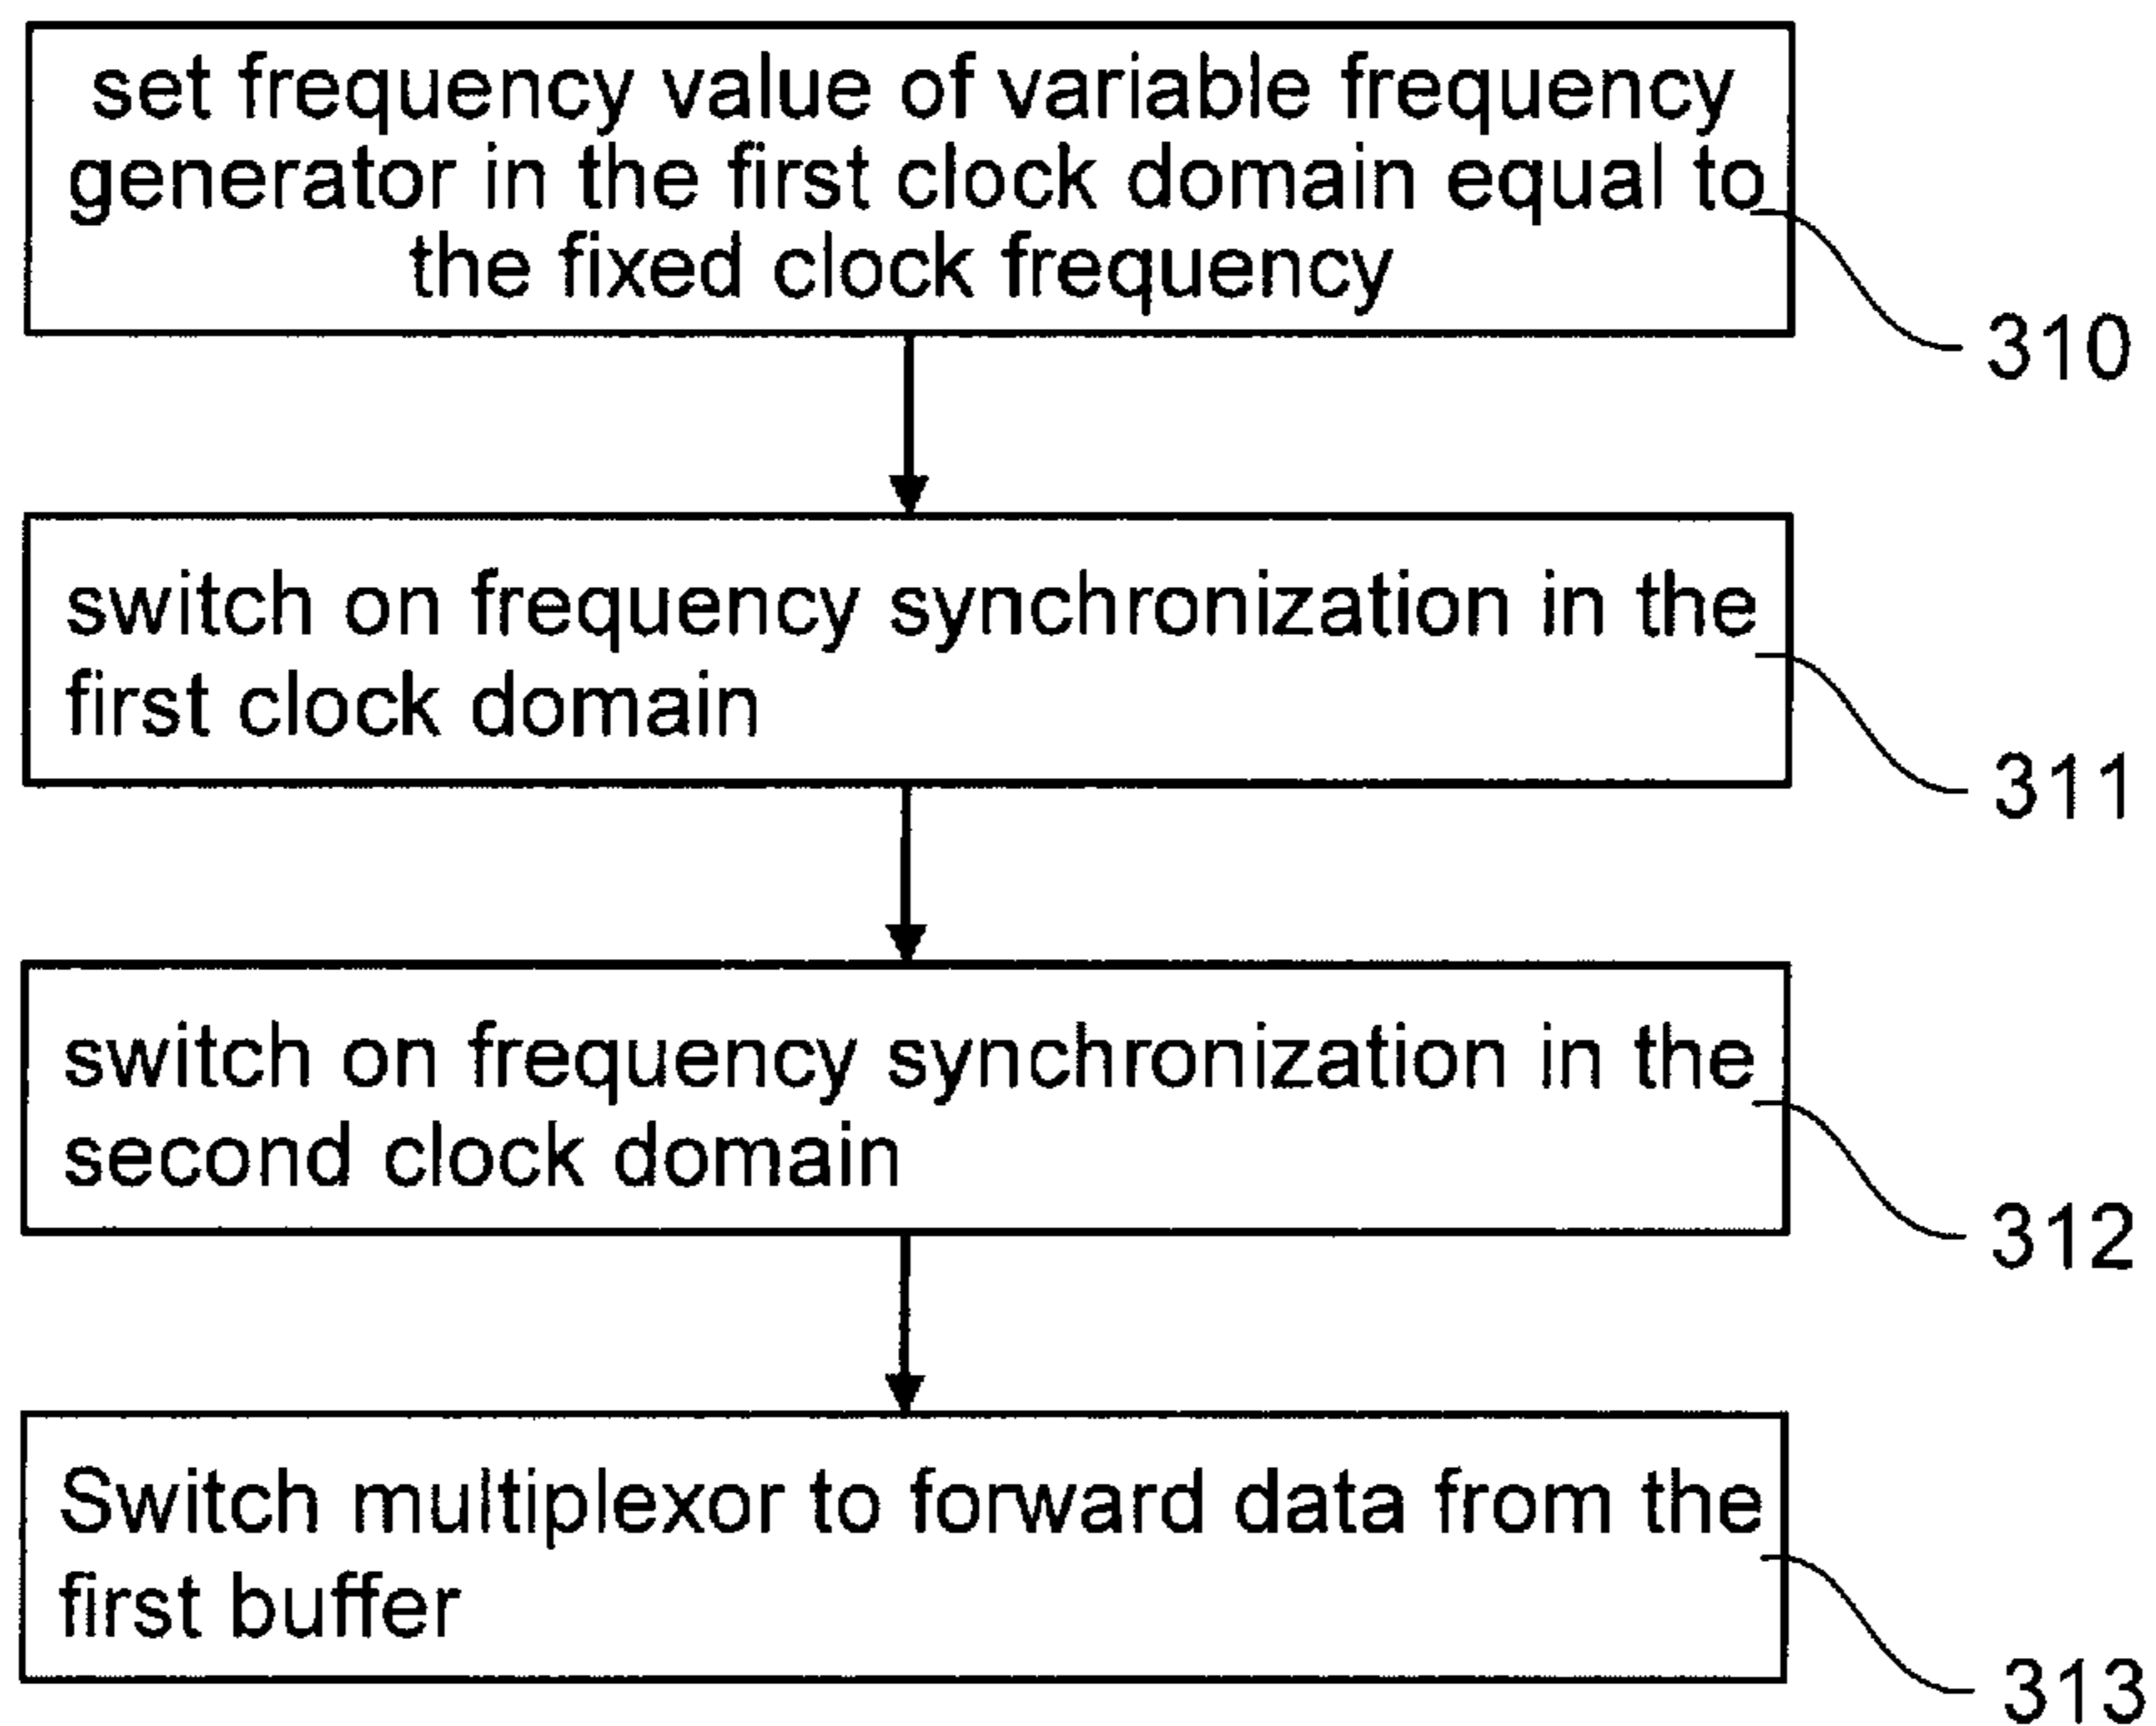 set frequency value of variable frequency
generator in the first clock domain equal to
the fixed clock frequency
310
switch on frequency synchronization in the
first clock domain
311
switch on frequency synchronization in the
second clock domain
312
Switch multiplexor to forward data from the
first buffer
313